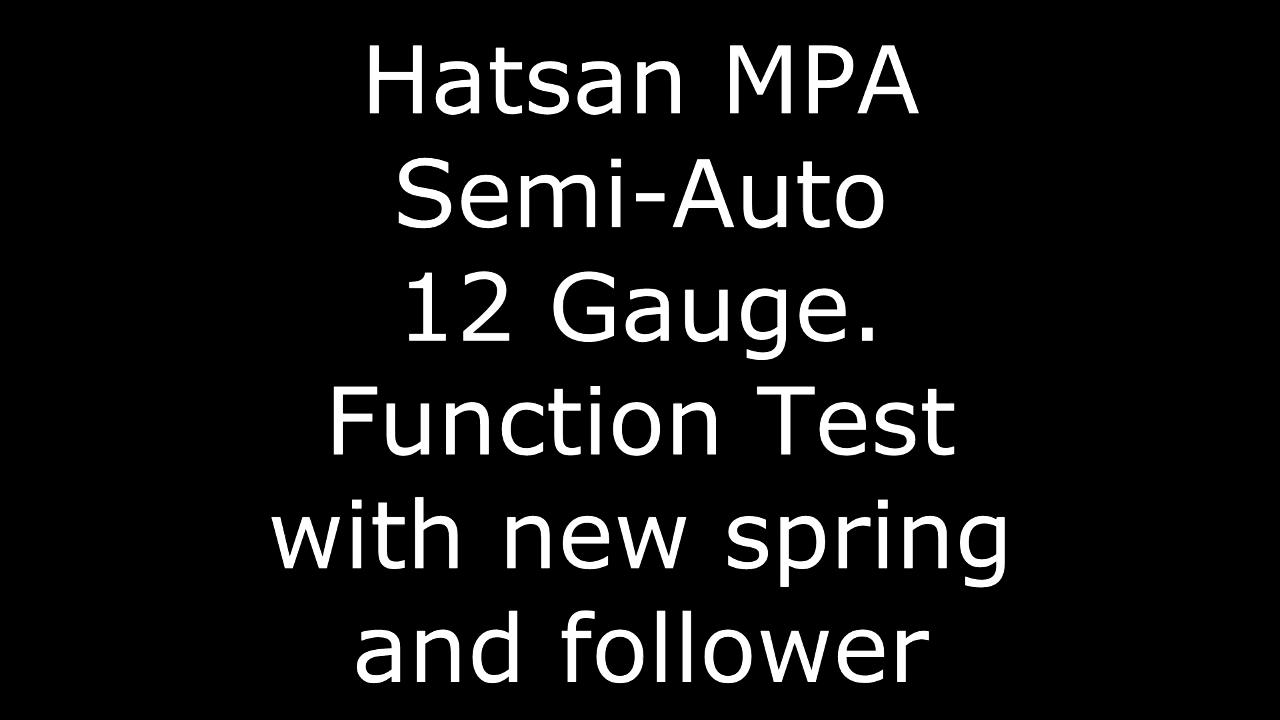 Hatsan MPA
Semi-Auto
12 Gauge.
Function Test
with new spring
and follower